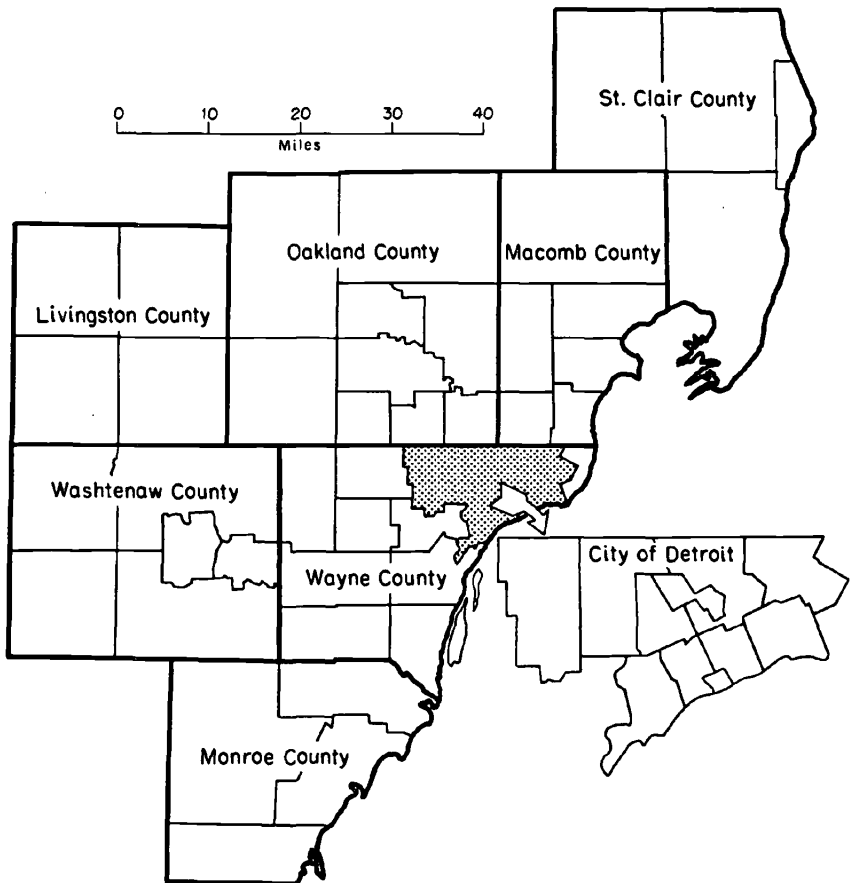 St. Clair County
0 10 20 30 40
Miles
Oakland County
Macomb County
Livingston County
Washtenaw County
City of Detroit
Wayne County
Monroe County